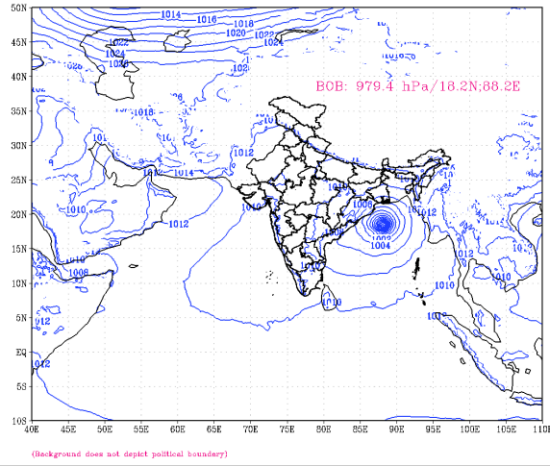 50N
1014
1016
1018
1020
1022
1022
1024
1024
45N
40N
BOB: 979.4 hPa/18.2N;88.2E
35N
1018
30N
1012
1014
25N
1010
1010
1012
20N
1012
1004
15N
1012
1010
1010
1008
10N
1010
1010
5N
1012
EQ
1012
5S
10S
40E 45E 50E 55E 60E 65E 70E 75E 80E 85E 90E 95E 100E 105E 110E
(Background does not depict political boundary)